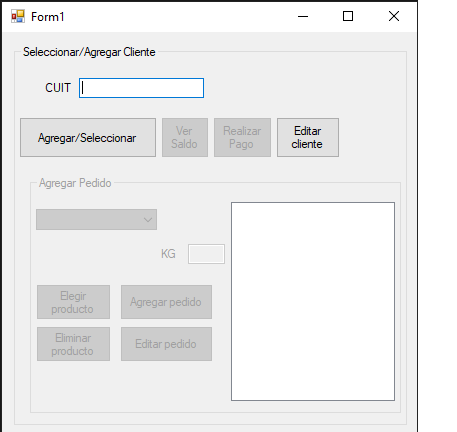 Form1
Seleccionar/Agregar Cliente
CUIT
Agregar/Seleccionar
Ver
Saldo
Realizar
Pago
Editar
cliente
Agregar Pedido
KG
Elegir
producto
Agregar pedido
Eliminar
producto
Editar pedido